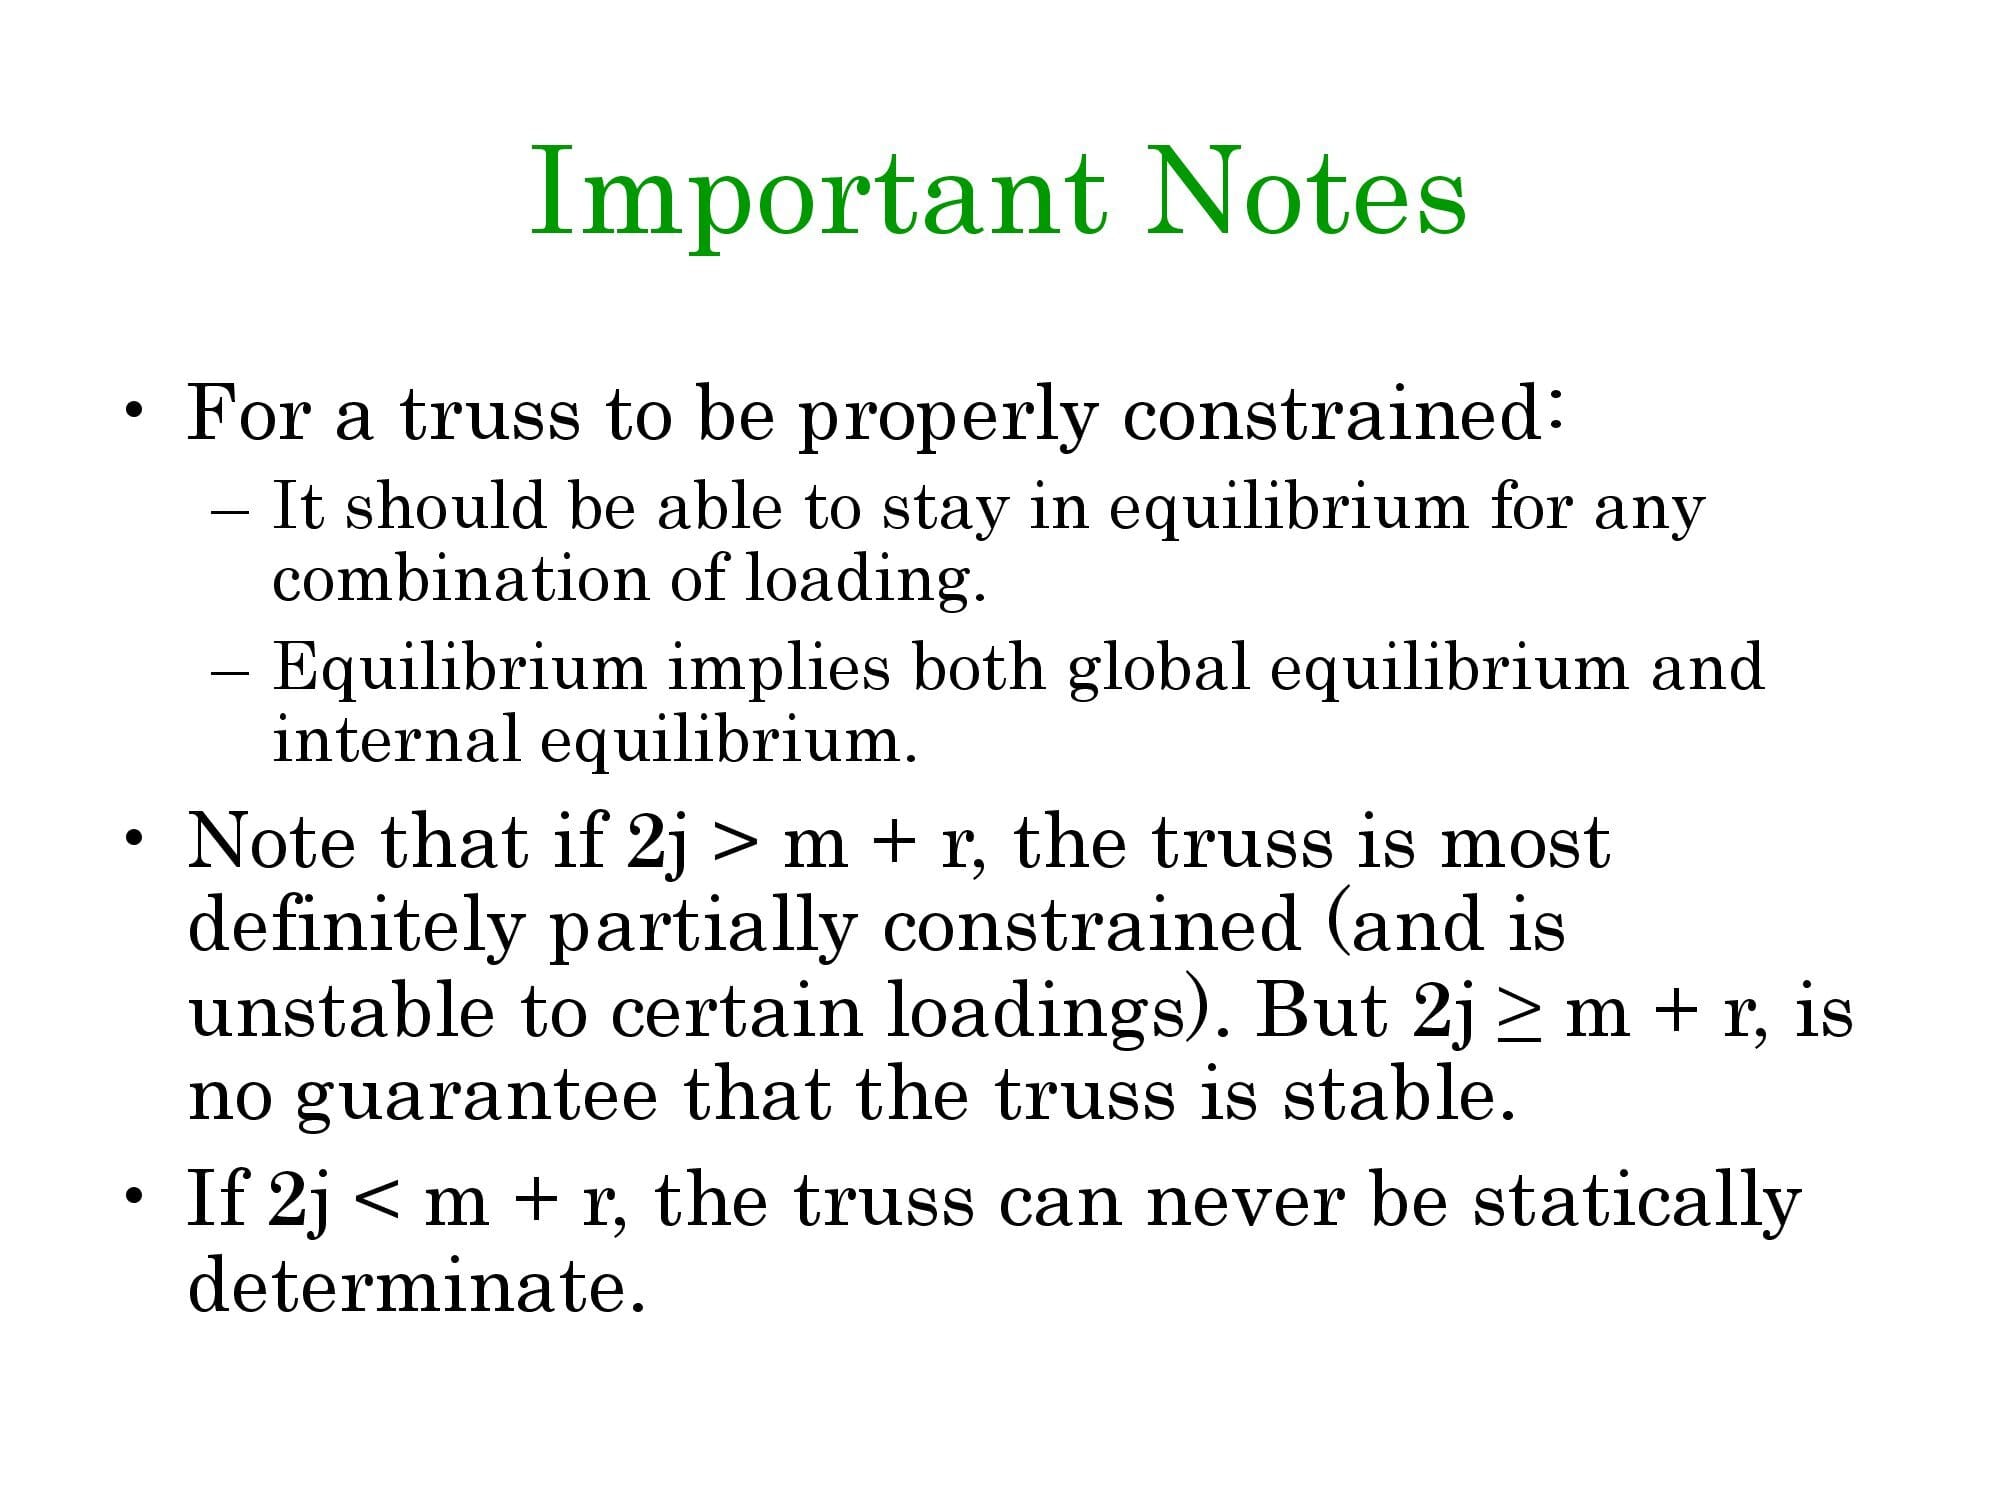 Important Notes
• For a truss to be properly constrained:
– It should be able to stay in equilibrium for any
combination of loading.
– Equilibrium implies both global equilibrium and
internal equilibrium.
• Note that if 2j > m + r, the truss is most
definitely partially constrained (and is
unstable to certain loadings). But 2j ≥ m + r, is
no guarantee that the truss is stable.
• If 2j < m + r, the truss can never be statically
determinate.